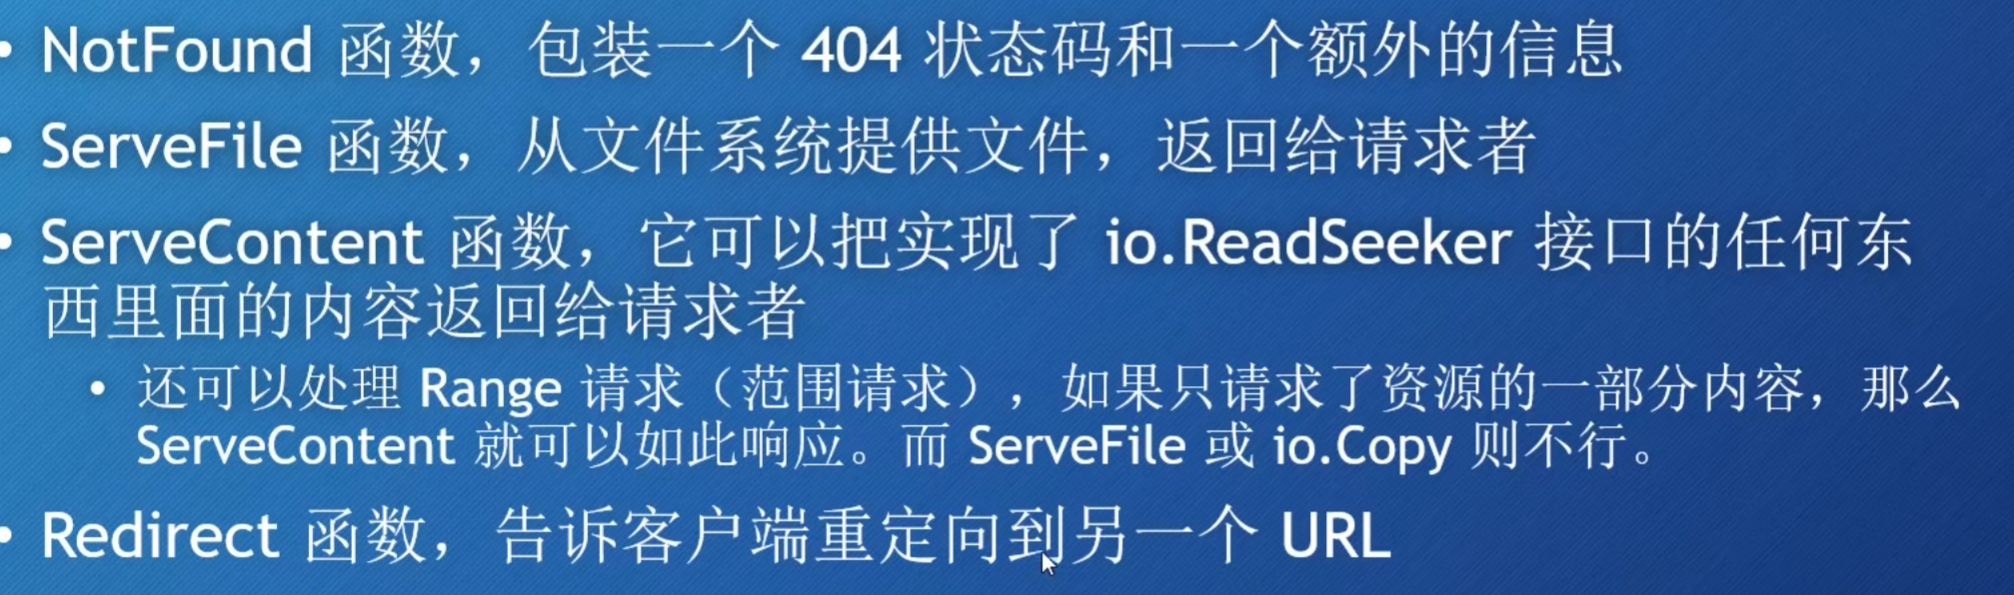 • NotFound 函数，包装一个 404 状态码和一个额外的信息
• ServeFile 函数，从文件系统提供文件，返回给请求者
• ServeContent 函数，它可以把实现了 io.ReadSeeker 接口的任何东
西里面的内容返回给请求者
• 还可以处理 Range 请求（范围请求），如果只请求了资源的一部分内容，那么
ServeContent 就可以如此响应。而 ServeFile 或 io.Copy 则不行。
• Redirect 函数，告诉客户端重定向到另一个 URL